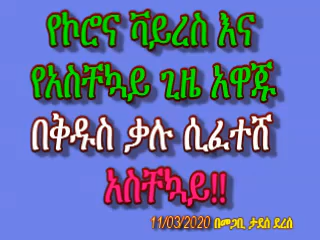 የኮሮና ቫይረስ እና
የአስቸኳይ ጊዜ አዋጁ
በቅዱስ ቃሉ ሲፈተሽ
አስቸኳይ!!
11/03/2020 በመጋቢ ታደሰ ደረሰ